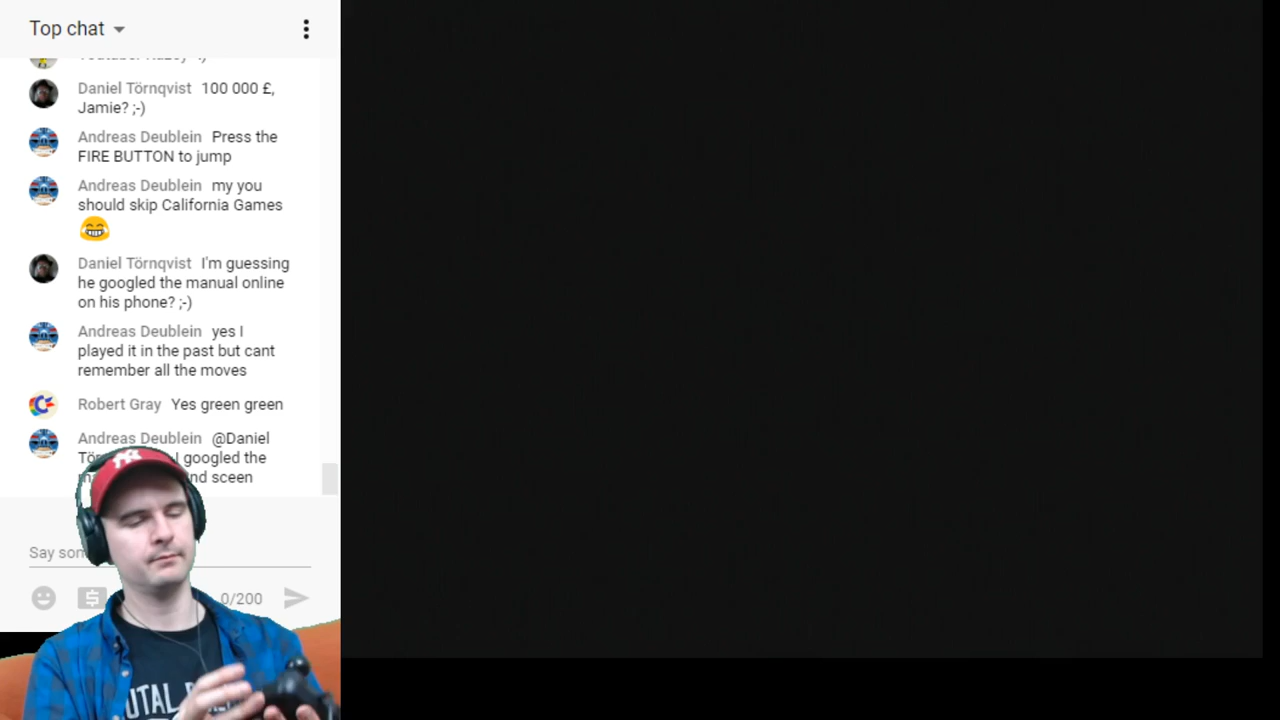 Top chat
Daniel Törnqvist 100 000 £,
Jamie? ;-)
Andreas Deublein Press the
FIRE BUTTON to jump
Andreas Deublein my you
should skip California Games
Daniel Törnqvist I'm guessing
he googled the manual online
on his phone? ;-)
Andreas Deublein yes I
played it in the past but cant
remember all the moves
Robert Gray Yes green green
Andreas Deublein @Daniel
I googled the
sceen
Say
0/200